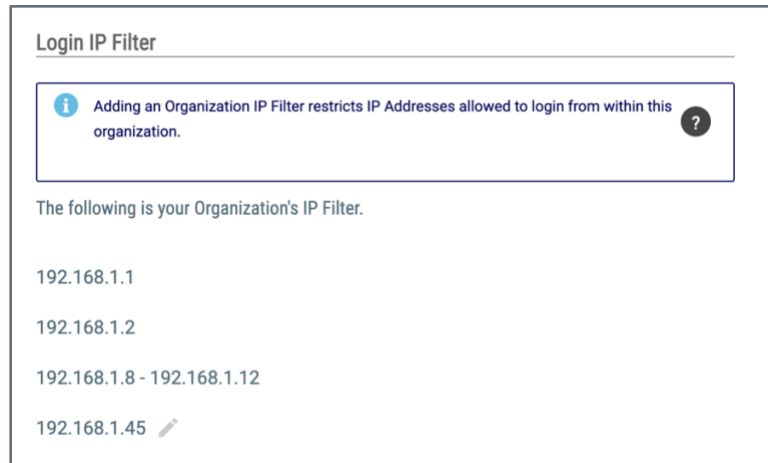 Login IP Filter
i
Adding an Organization IP Filter restricts IP Addresses allowed to login from within this
organization.
?
The following is your Organization's IP Filter.
192.168.1.1
192.168.1.2
192.168.1.8 - 192.168.1.12
192.168.1.45